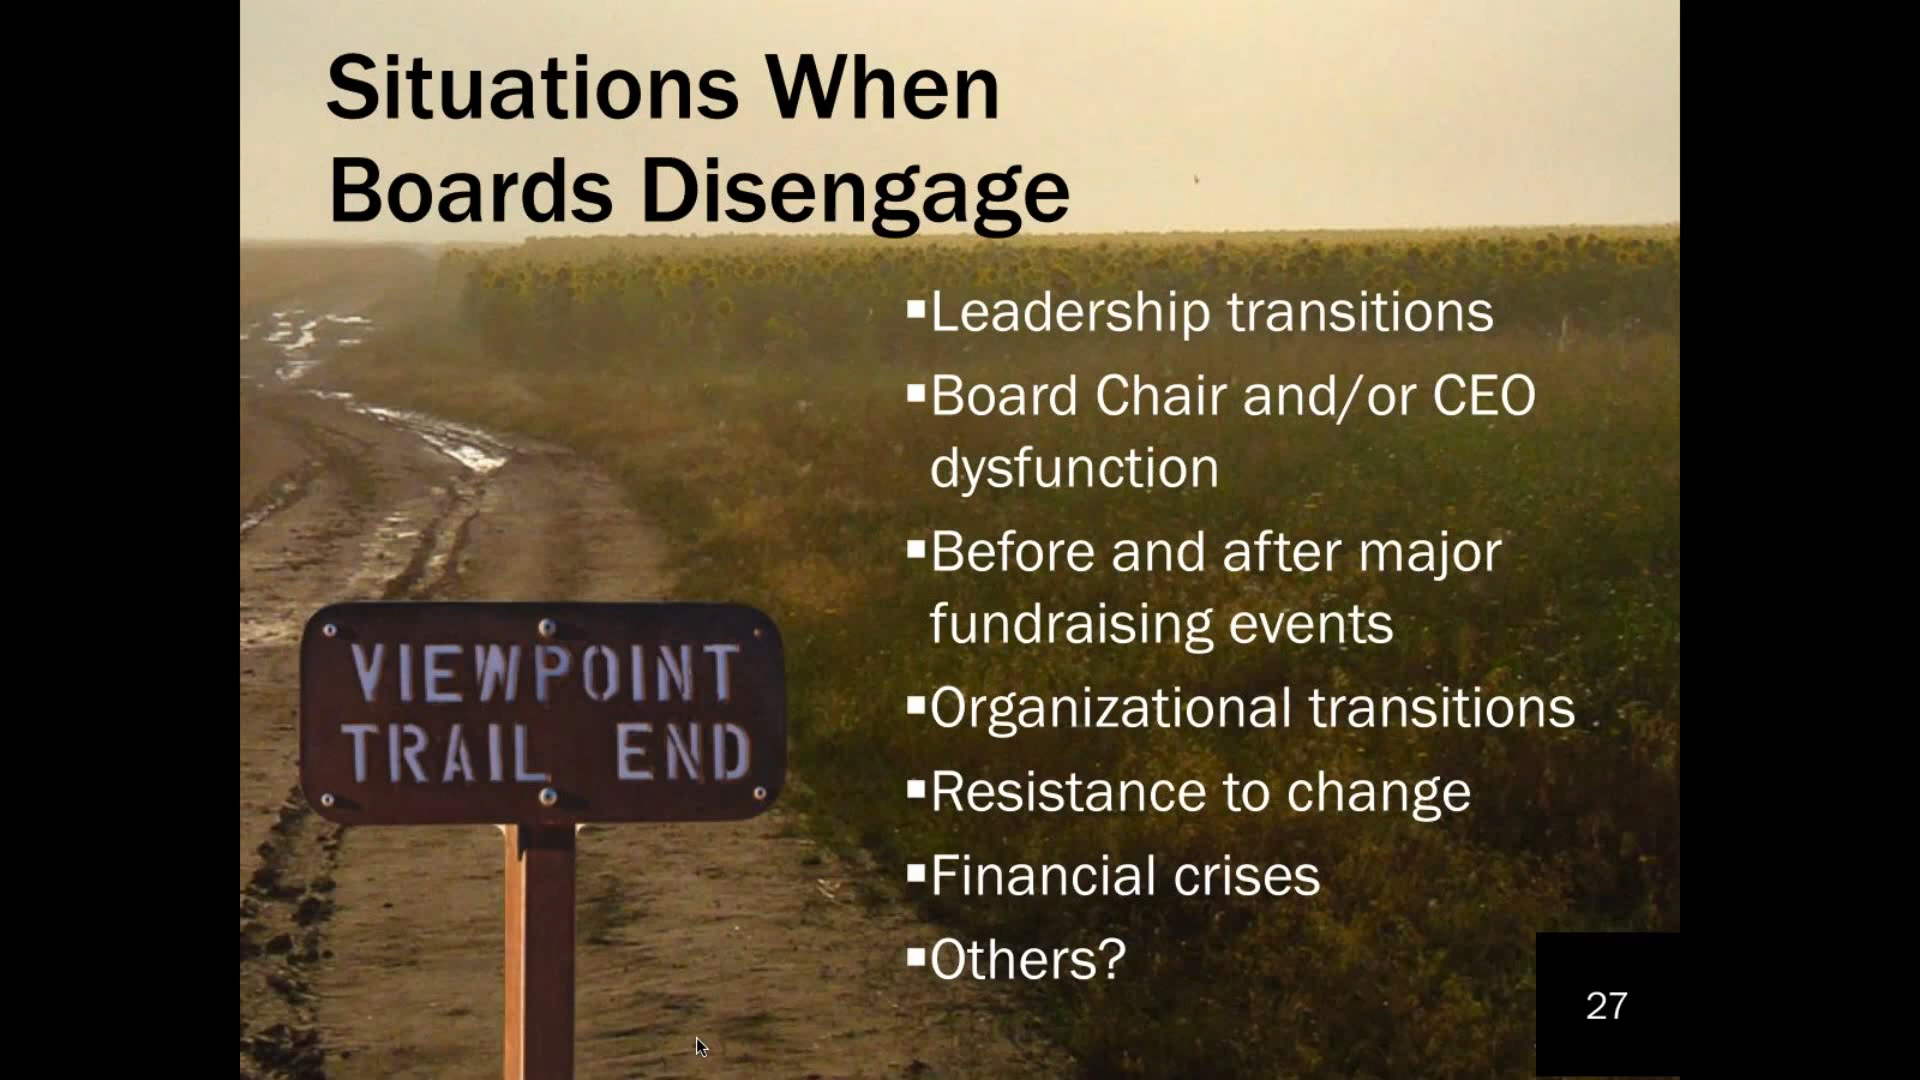 Situations When
Boards Disengage
▪Leadership transitions
▪Board Chair and/or CEO
dysfunction
▪Before and after major
fundraising events
▪Organizational transitions
▪Resistance to change
▪Financial crises
▪Others?
VIEWPOINT
TRAIL END
27